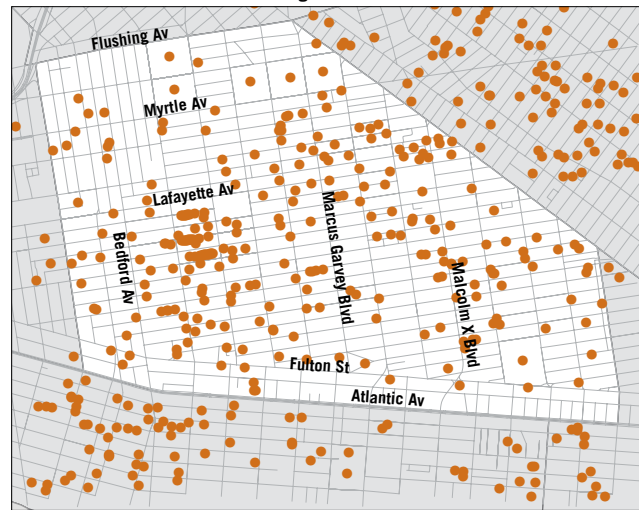 Flushing Av
Myrtle Av
Lafayette Av
Bedford Av
Marcus Garvey Blvd
Malcolm X Blvd
Fulton St
Atlantic Av